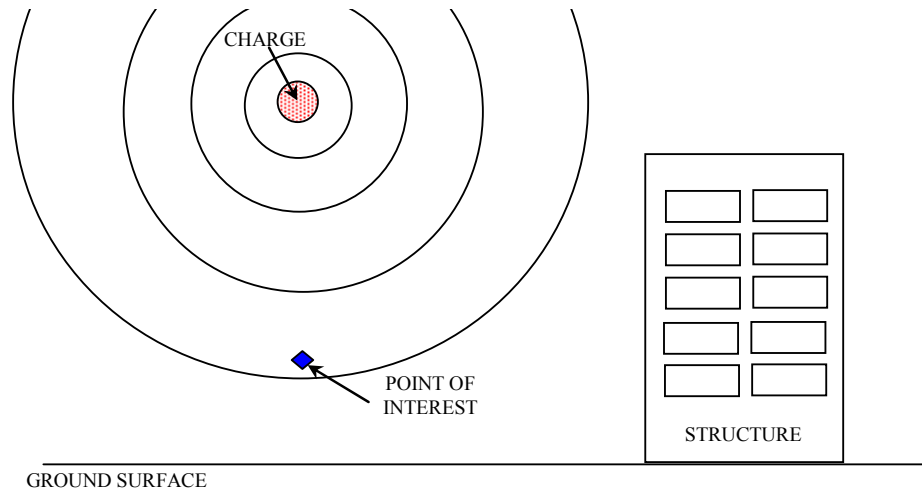 CHARGE
POINT OF
INTEREST
STRUCTURE
GROUND SURFACE